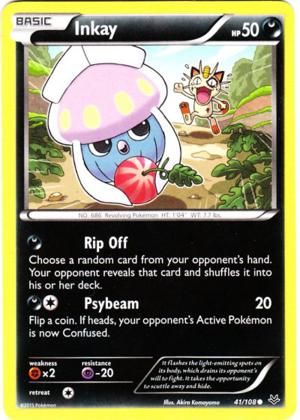 BASIC
Inkay
HP50
NO. 686 Revolving Pokémon HT: 1'04" WT: 7.7 lbs.
Rip Off
Choose a random card from your opponent's hand.
Your opponent reveals that card and shuffles it into
his or her deck.
Psybeam 20
Flip a coin. If heads, your opponent's Active Pokémon
is now Confused.
weakness resistance
×2 -20
retreat
It exposes foes to the flickering light spots on
its body, which drains its opponent's
will to fight. It takes the opportunity
to scuttle away and hide.
Illus. Akira Komayama
41/108
©2015 Pokémon